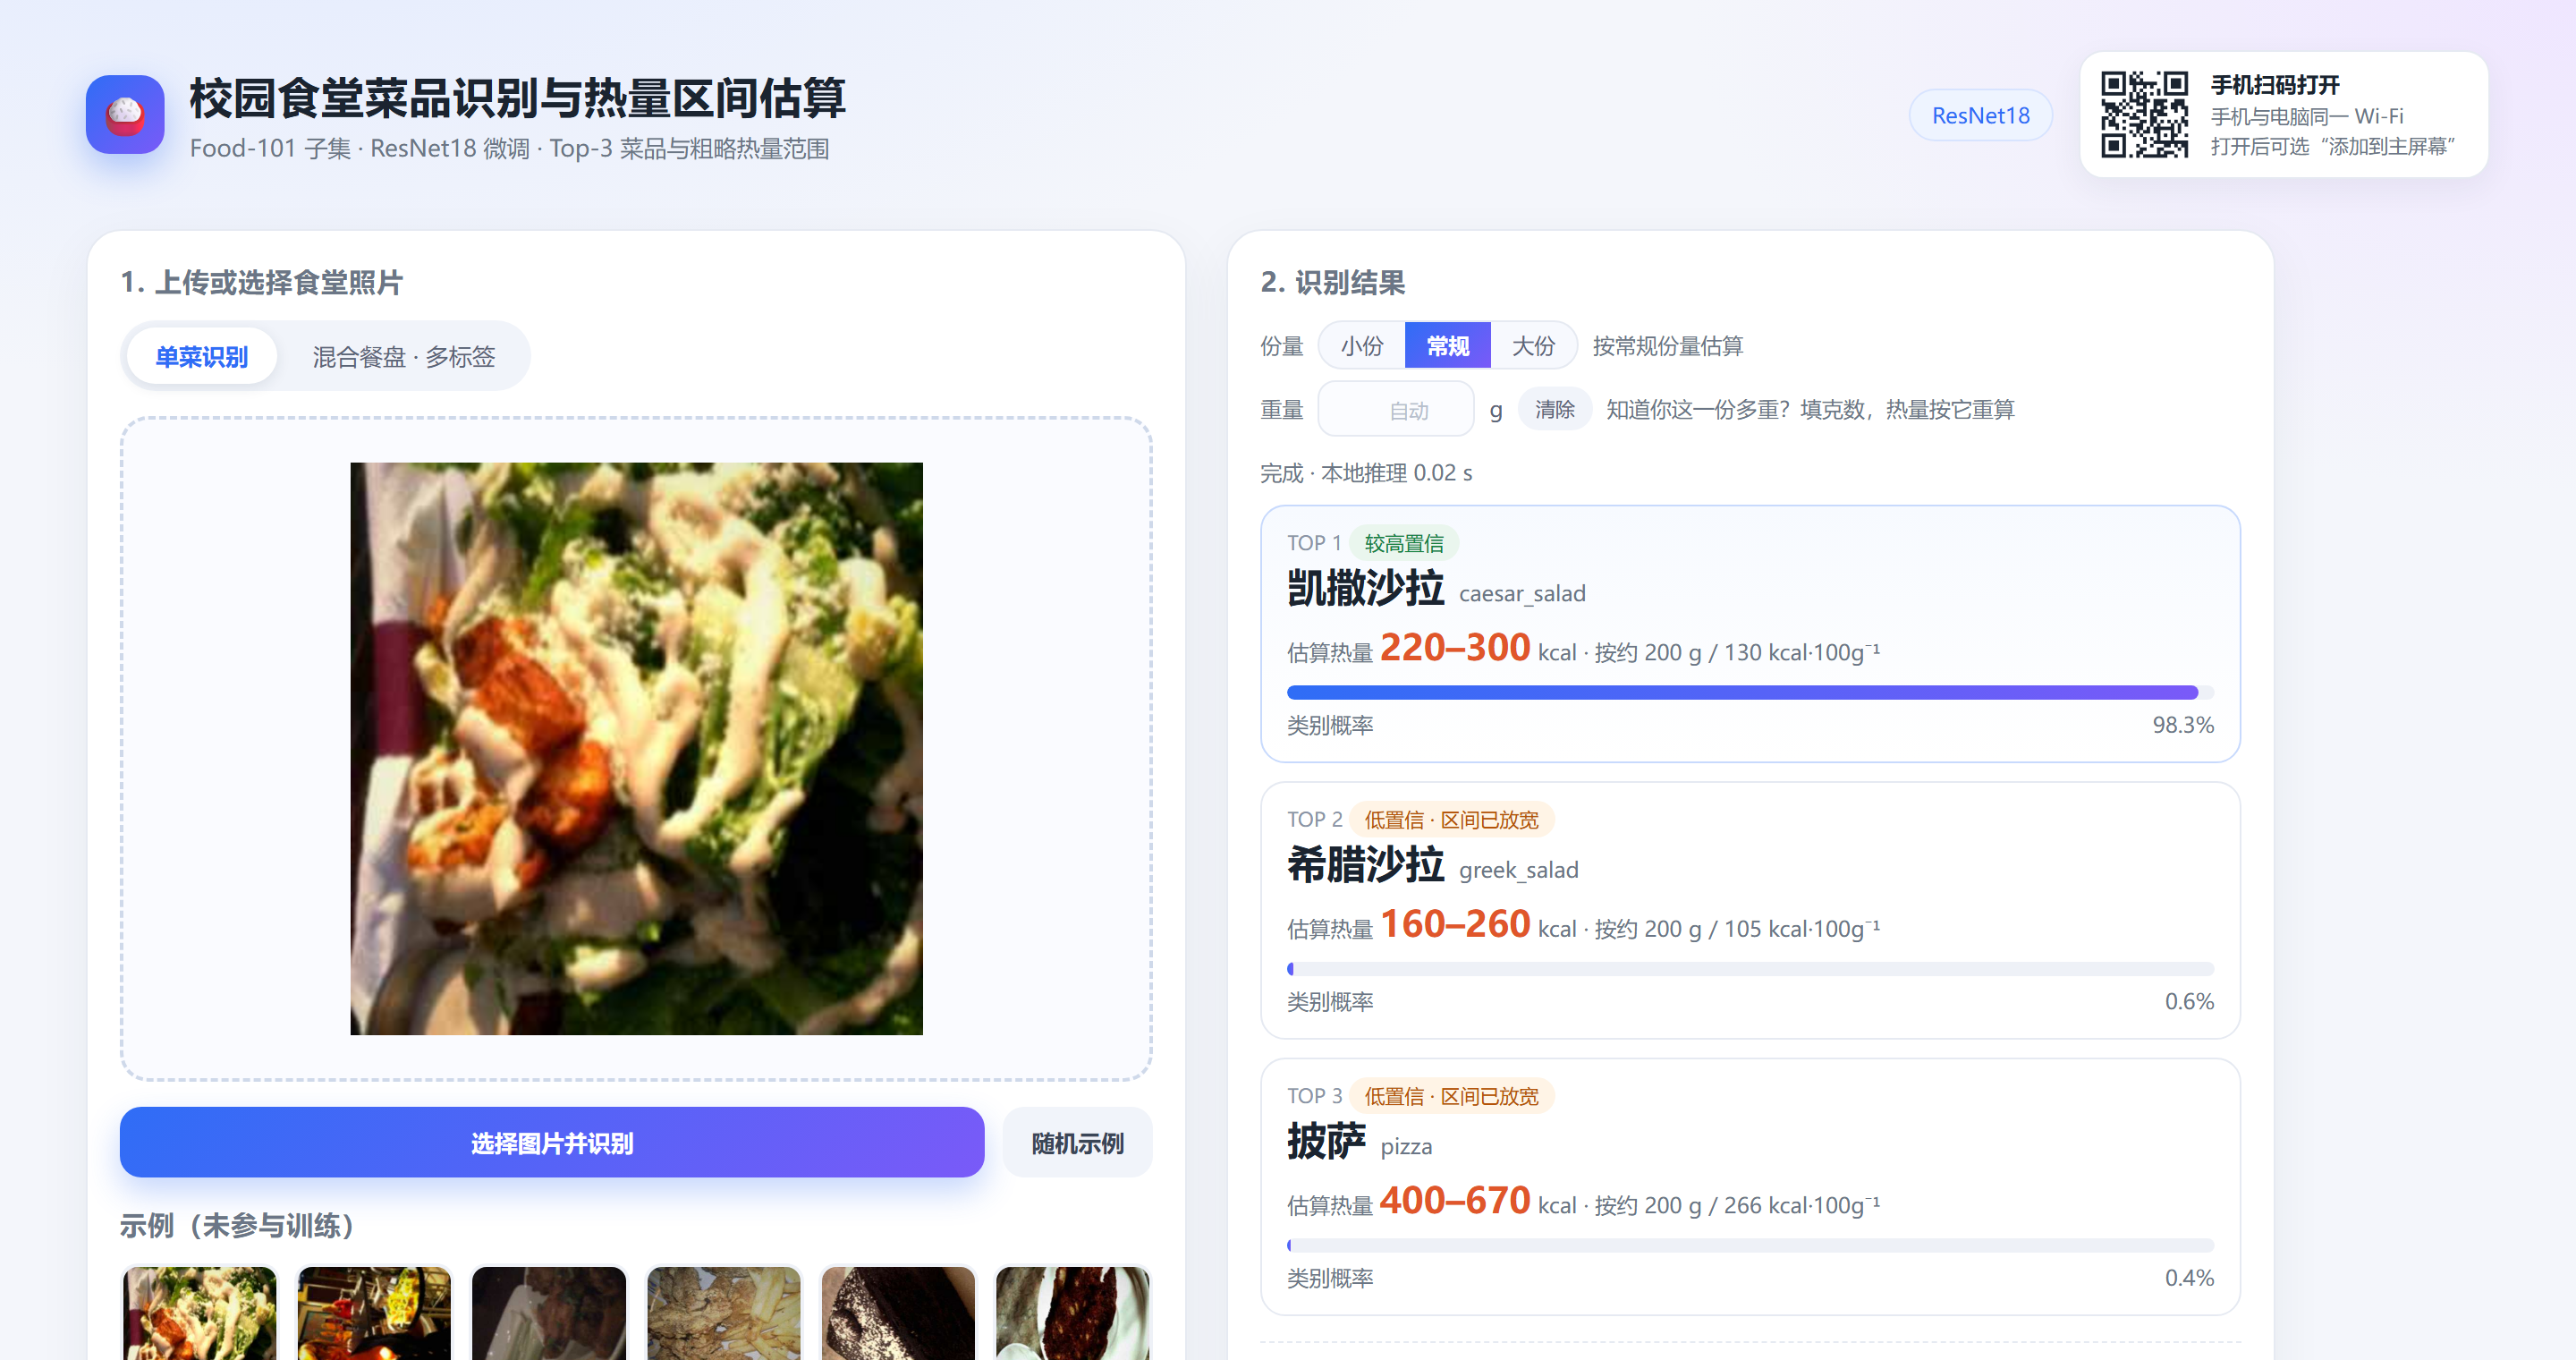 校园食堂菜品识别与热量区间估算
Food-101 子集 · ResNet18 微调 · Top-3 菜品与粗略热量范围
ResNet18
手机扫码打开
手机与电脑同一 Wi-Fi
打开后可选“添加到主屏幕”
1. 上传或选择食堂照片
单菜识别 混合餐盘 · 多标签
选择图片并识别 随机示例
示例（未参与训练）
2. 识别结果
份量 小份 常规 大份 按常规份量估算
重量 自动 g 清除 知道你这一份多重？填克数，热量按它重算
完成 · 本地推理 0.02 s
TOP 1 较高置信
凯撒沙拉 caesar_salad
估算热量 220–300 kcal · 按约 200 g / 130 kcal·100g⁻¹
类别概率 98.3%
TOP 2 低置信 · 区间已放宽
希腊沙拉 greek_salad
估算热量 160–260 kcal · 按约 200 g / 105 kcal·100g⁻¹
类别概率 0.6%
TOP 3 低置信 · 区间已放宽
披萨 pizza
估算热量 400–670 kcal · 按约 200 g / 266 kcal·100g⁻¹
类别概率 0.4%